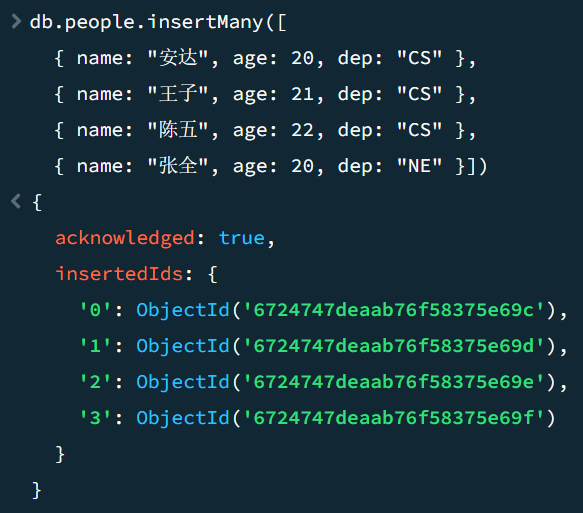 > db.people.insertMany([
{ name: "安达", age: 20, dep: "CS" },
{ name: "王子", age: 21, dep: "CS" },
{ name: "陈五", age: 22, dep: "CS" },
{ name: "张全", age: 20, dep: "NE" }])
< {
acknowledged: true,
insertedIds: {
'0': ObjectId('6724747deaab76f58375e69c'),
'1': ObjectId('6724747deaab76f58375e69d'),
'2': ObjectId('6724747deaab76f58375e69e'),
'3': ObjectId('6724747deaab76f58375e69f')
}
}